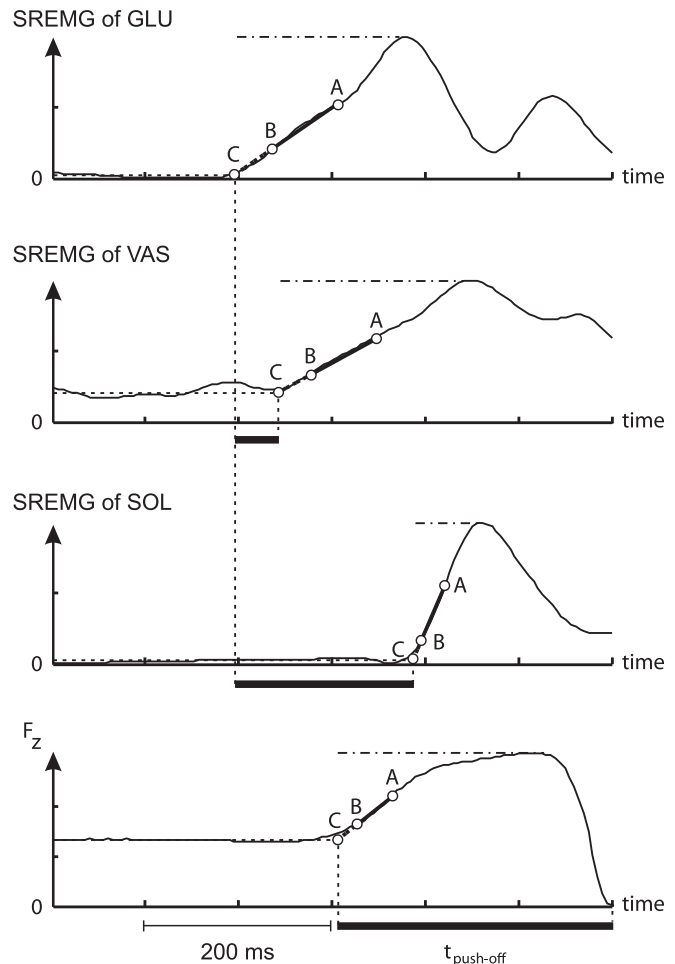 SREMG of GLU
A
B
C
0
time
SREMG of VAS
A
B
C
0
time
SREMG of SOL
A
B
C
0
time
Fz
A
B
C
0
time
200 ms
tpush-off